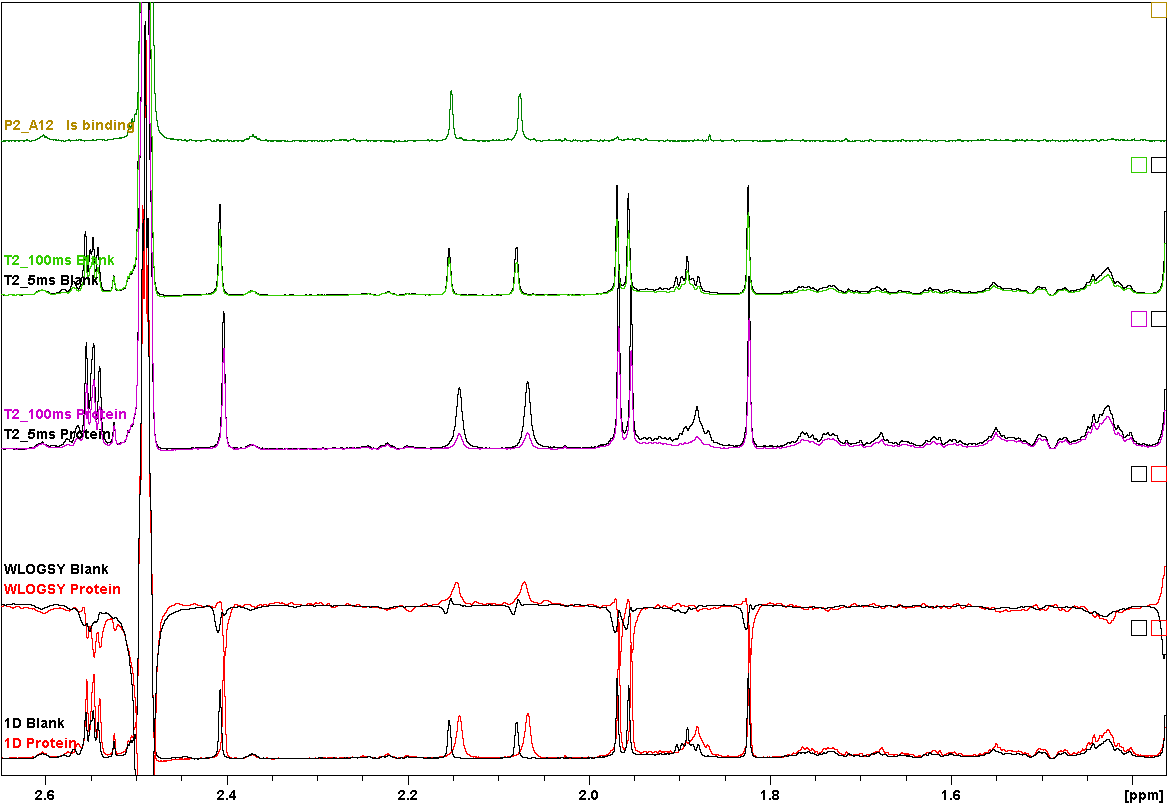 P2_A12 Is binding
T2_100ms Blank
T2_5ms Blank
T2_100ms Protein
T2_5ms Protein
WLOGSY Blank
WLOGSY Protein
1D Blank
1D Protein
2.6 2.4 2.2 2.0 1.8 1.6 [ppm]